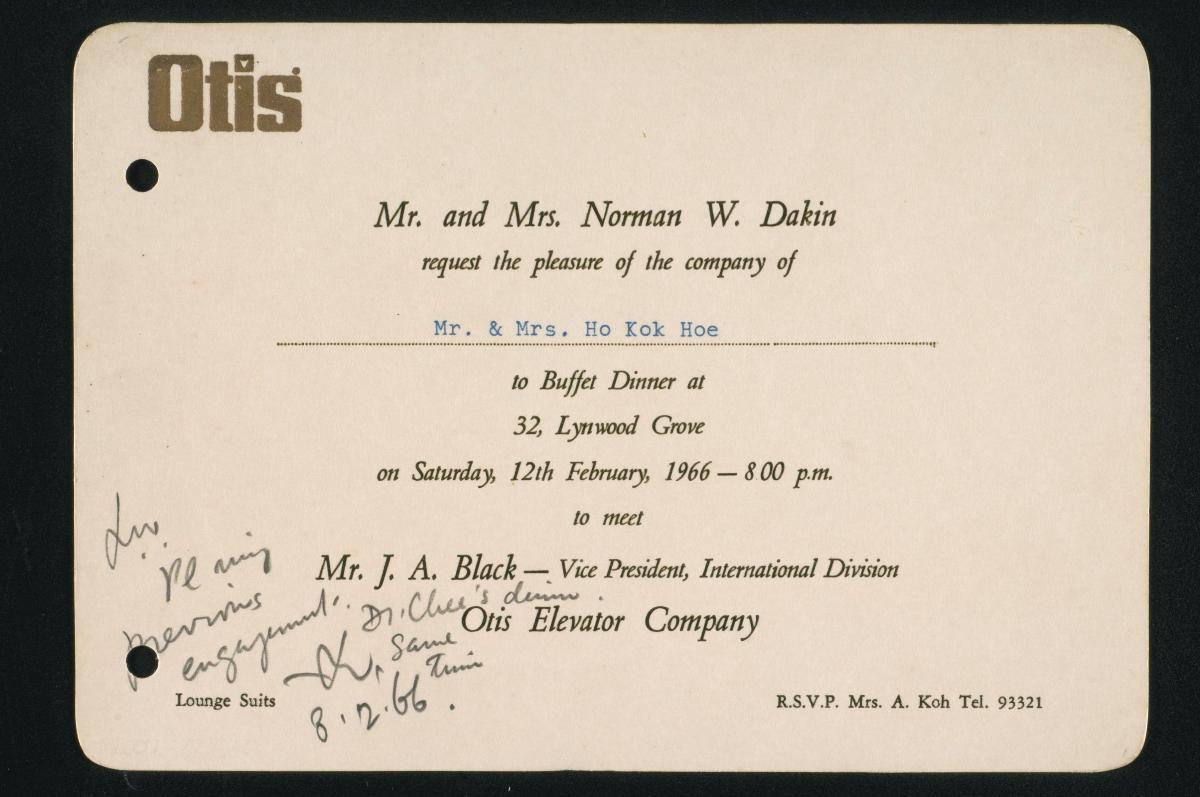 Otis
Mr. and Mrs. Norman W. Dakin
request the pleasure of the company of
Mr. & Mrs. Ho Kok Hoe
to Buffet Dinner at
32, Lynwood Grove
on Saturday, 12th February, 1966 — 8.00 p.m.
to meet
Mr. J. A. Black — Vice President, International Division
Otis Elevator Company
Lounge Suits
R.S.V.P. Mrs. A. Koh Tel. 93321
Pl ring
previous
engagement.
Dr. Chee's dinner.
Same
Time
8.2.66.